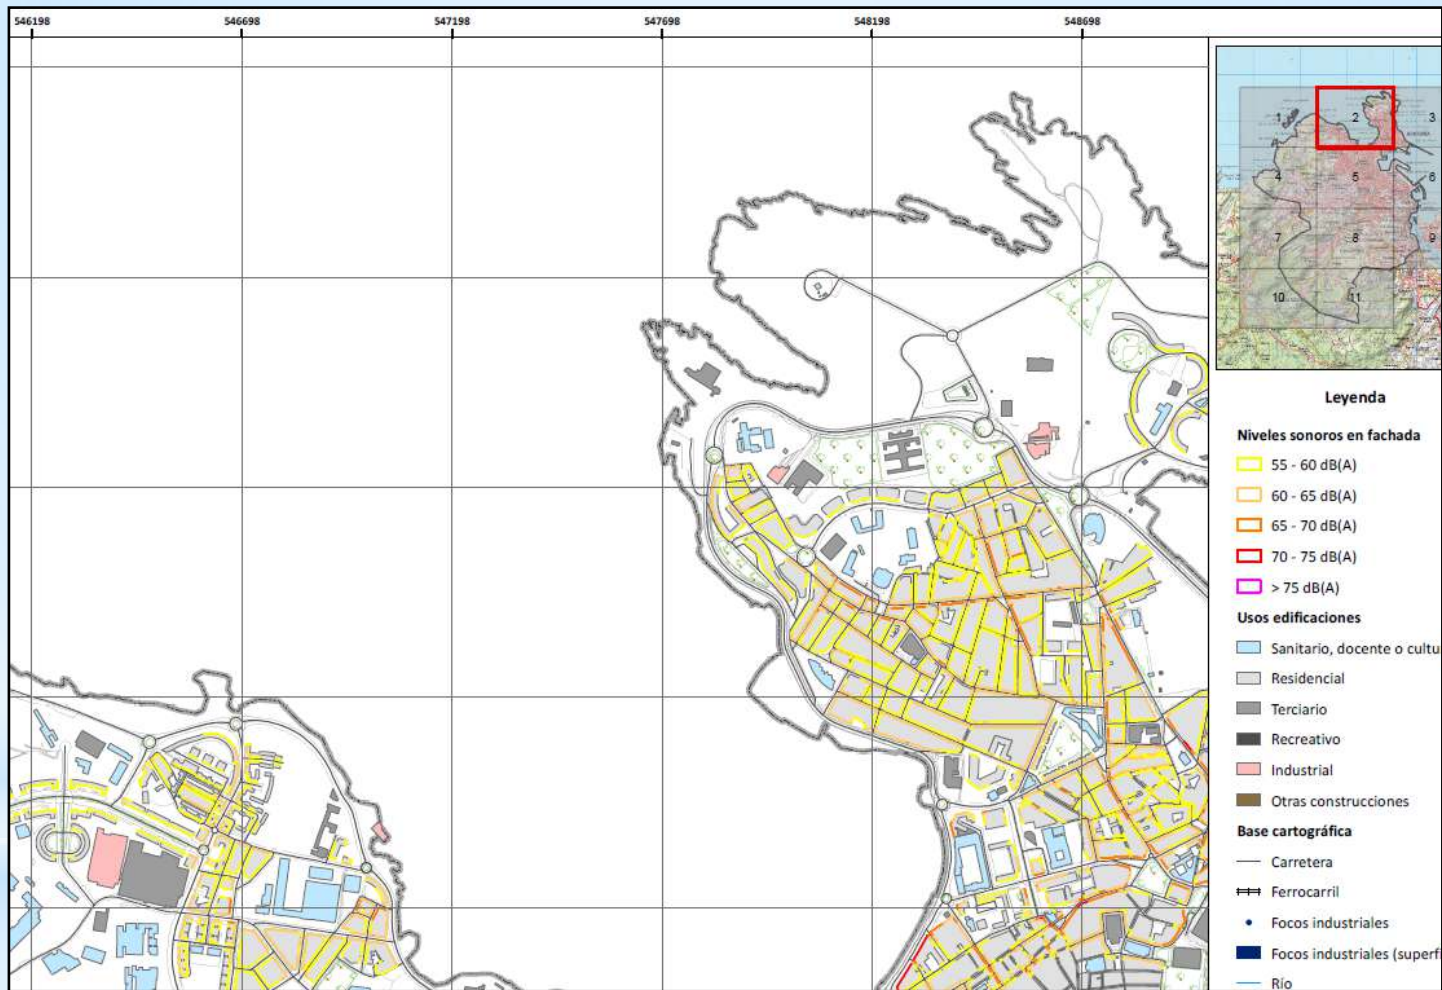 546198 546698 547198 547698 548198 548698
1 2 3
4 5 6
7 8 9
10 11
Leyenda
Niveles sonoros en fachada
55 - 60 dB(A)
60 - 65 dB(A)
65 - 70 dB(A)
70 - 75 dB(A)
> 75 dB(A)
Usos edificaciones
Sanitario, docente o cultu
Residencial
Terciario
Recreativo
Industrial
Otras construcciones
Base cartográfica
Carretera
Ferrocarril
Focos industriales
Focos industriales (superfi
Río